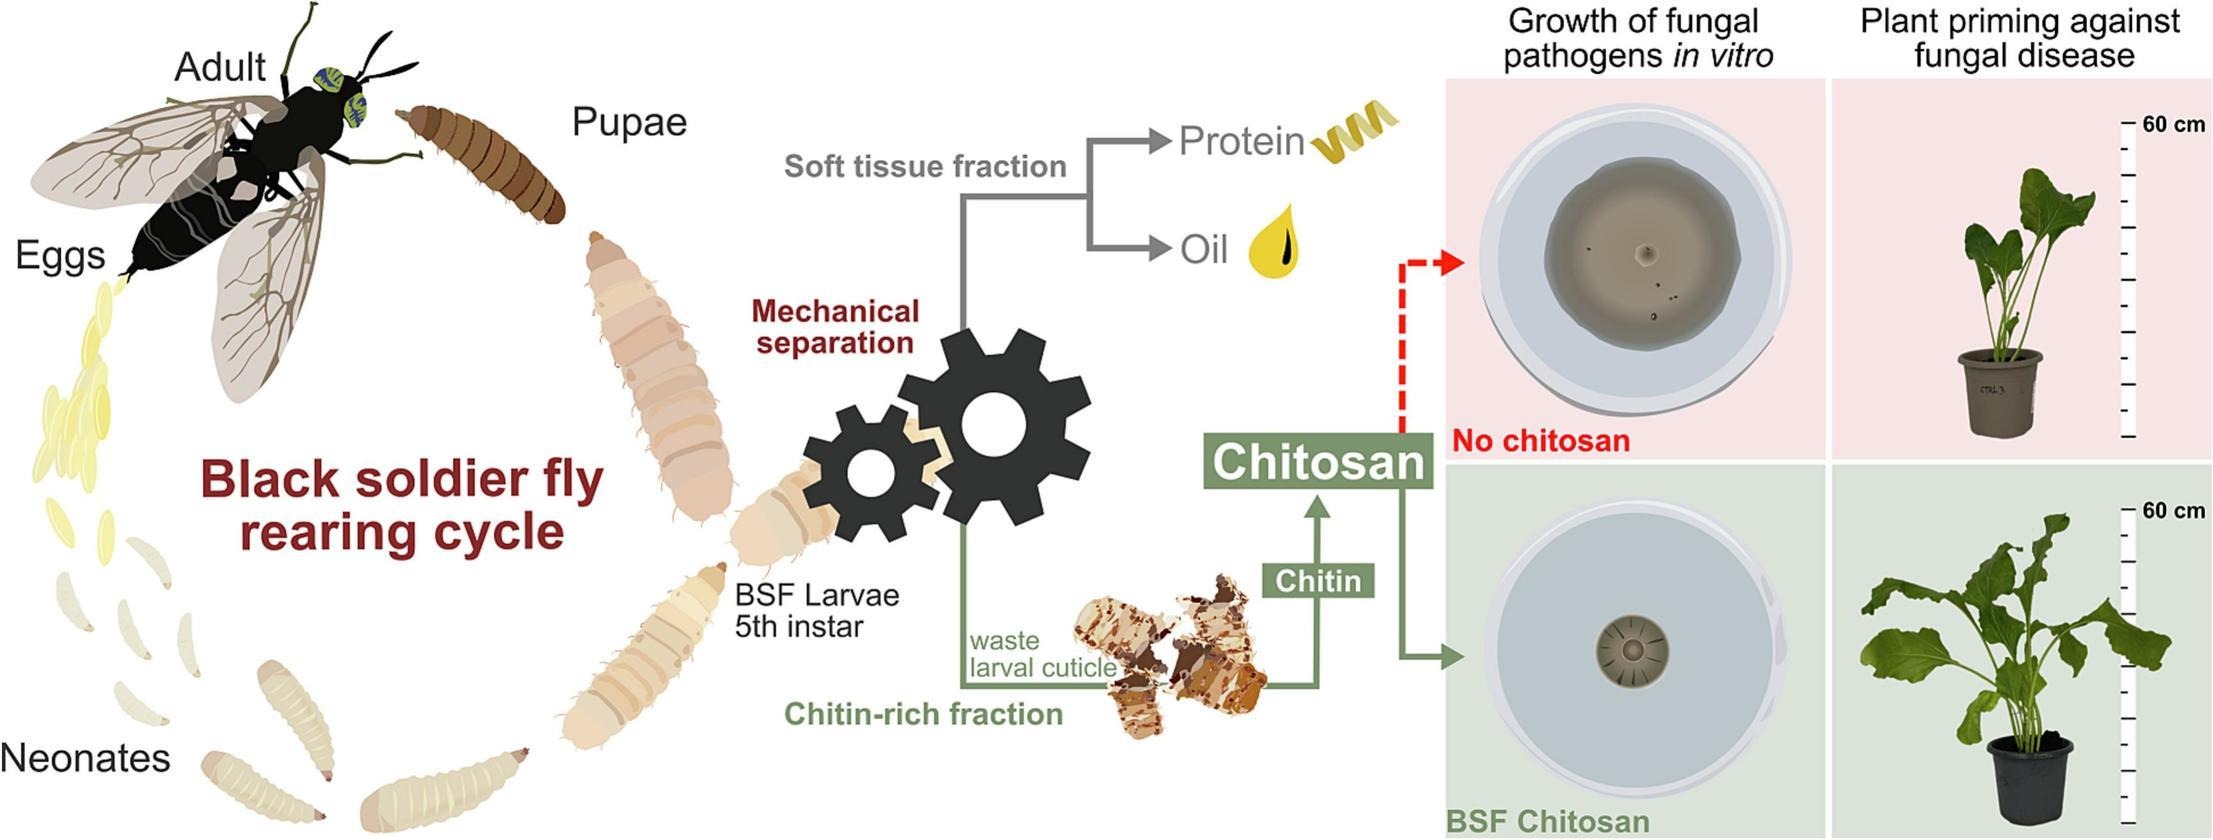 Adult
Pupae
Eggs
Black soldier fly
rearing cycle
Neonates
BSF Larvae
5th instar
Mechanical
separation
Soft tissue fraction
Protein
Oil
waste
larval cuticle
Chitin-rich fraction
Chitin
Chitosan
Growth of fungal
pathogens in vitro
No chitosan
BSF Chitosan
Plant priming against
fungal disease
60 cm
CTRL 3
60 cm